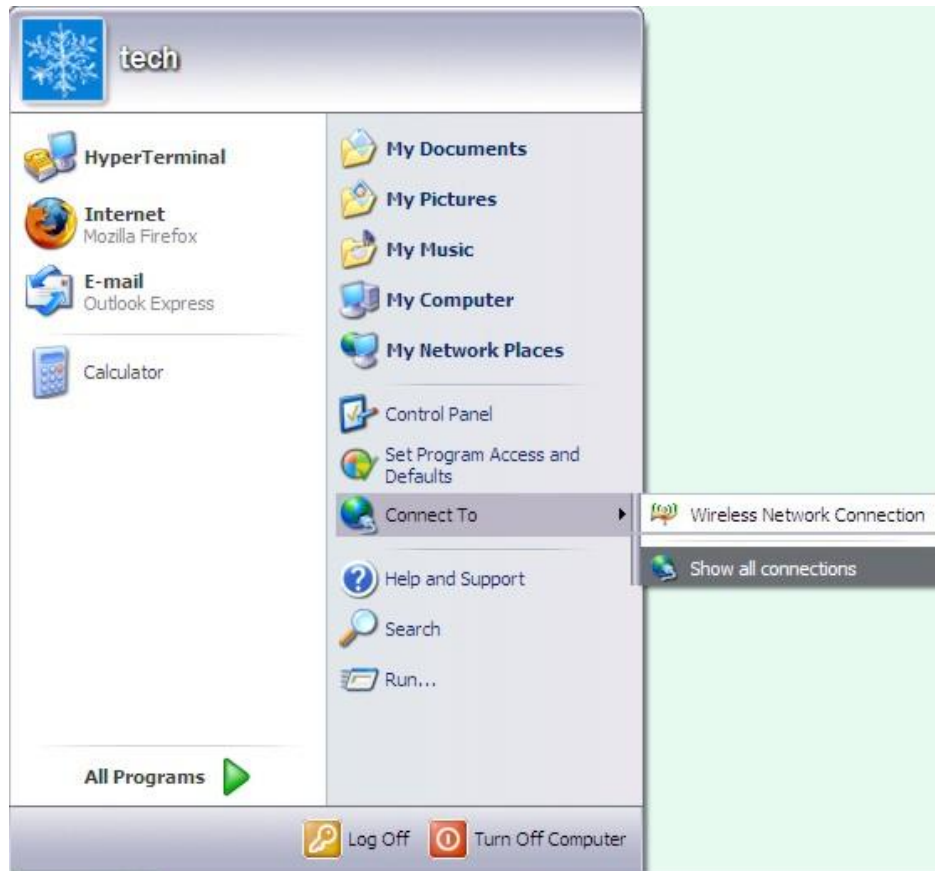 tech
HyperTerminal
Internet
Mozilla Firefox
E-mail
Outlook Express
Calculator
All Programs
My Documents
My Pictures
My Music
My Computer
My Network Places
Control Panel
Set Program Access and
Defaults
Connect To
Wireless Network Connection
Show all connections
Help and Support
Search
Run...
Log Off
Turn Off Computer